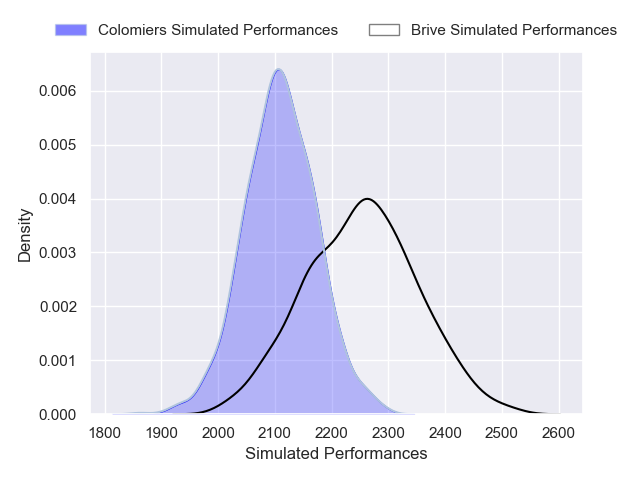 Colomiers Simulated Performances Brive Simulated Performances
0.006
0.005
0.004
0.003
0.002
0.001
0.000
Density
1800 1900 2000 2100 2200 2300 2400 2500 2600
Simulated Performances